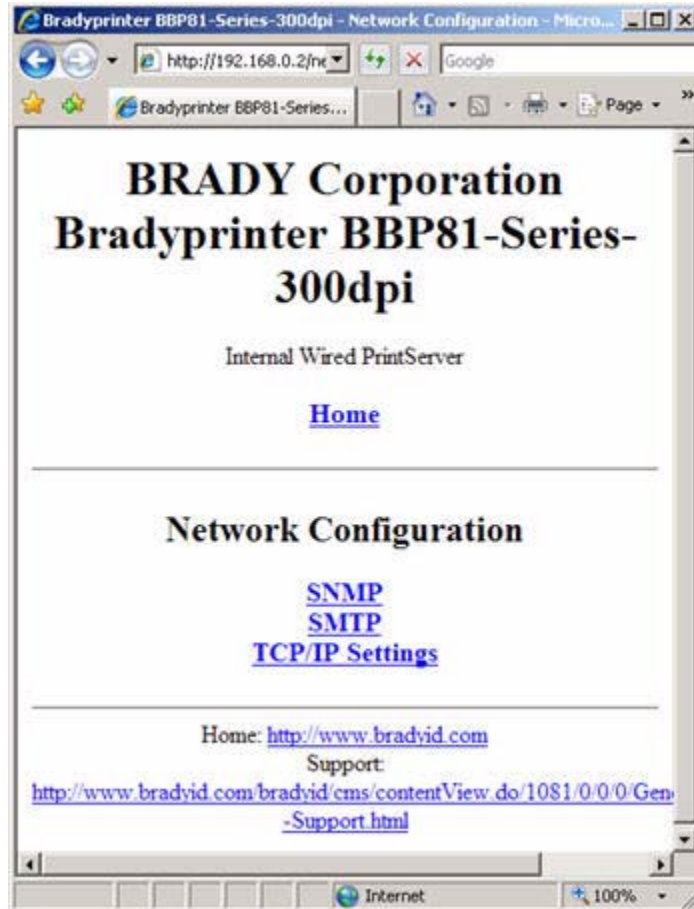 Bradyprinter BBP81-Series-300dpi - Network Configuration - Micro...
http://192.168.0.2/ne
Google
Bradyprinter BBP81-Series...
Page
BRADY Corporation
Bradyprinter BBP81-Series-
300dpi
Internal Wired PrintServer
Home
Network Configuration
SNMP
SMTP
TCP/IP Settings
Home: http://www.bradyid.com
Support:
http://www.bradyid.com/bradyid/cms/contentView.do/1081/0/0/0/Gen
-Support.html
Internet
100%